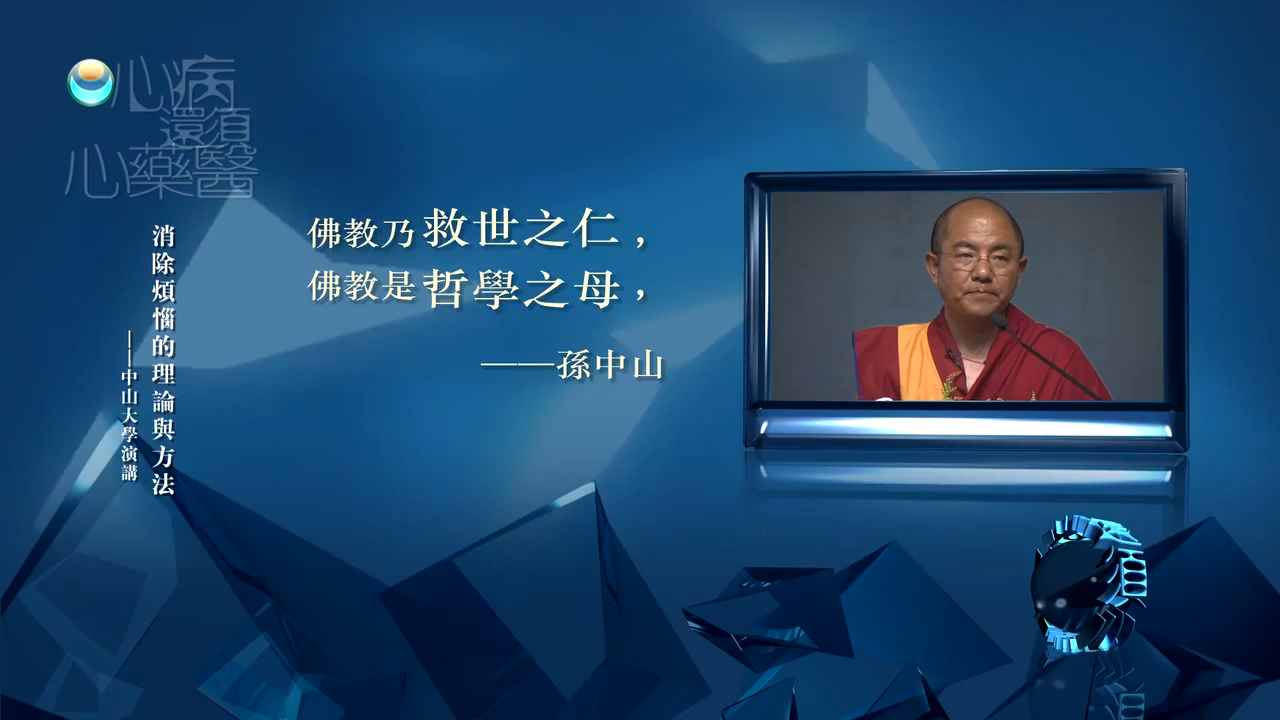 心病
還須
心藥醫
消除煩惱的理論與方法
——中山大學演講
佛教乃救世之仁，
佛教是哲學之母，
——孫中山